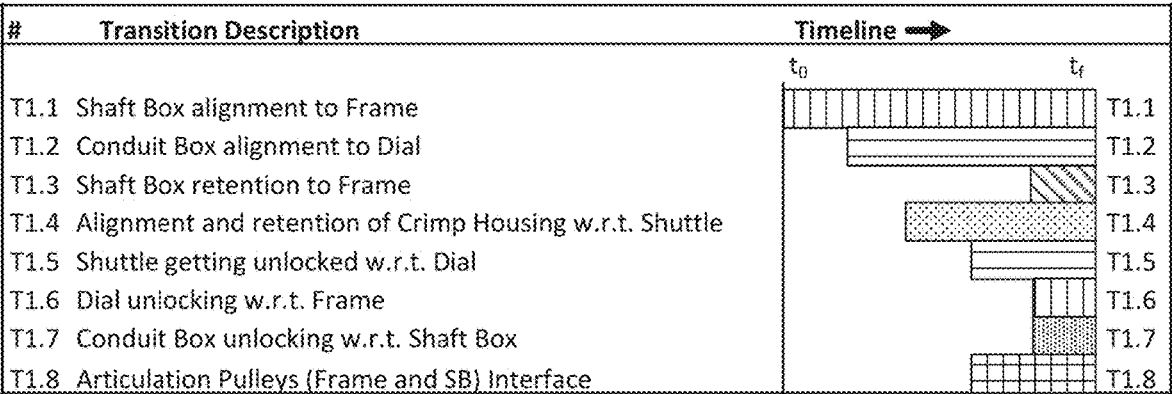 # Transition Description Timeline
t0 tf
T1.1 Shaft Box alignment to Frame T1.1
T1.2 Conduit Box alignment to Dial T1.2
T1.3 Shaft Box retention to Frame T1.3
T1.4 Alignment and retention of Crimp Housing w.r.t. Shuttle T1.4
T1.5 Shuttle getting unlocked w.r.t. Dial T1.5
T1.6 Dial unlocking w.r.t. Frame T1.6
T1.7 Conduit Box unlocking w.r.t. Shaft Box T1.7
T1.8 Articulation Pulleys (Frame and SB) Interface T1.8